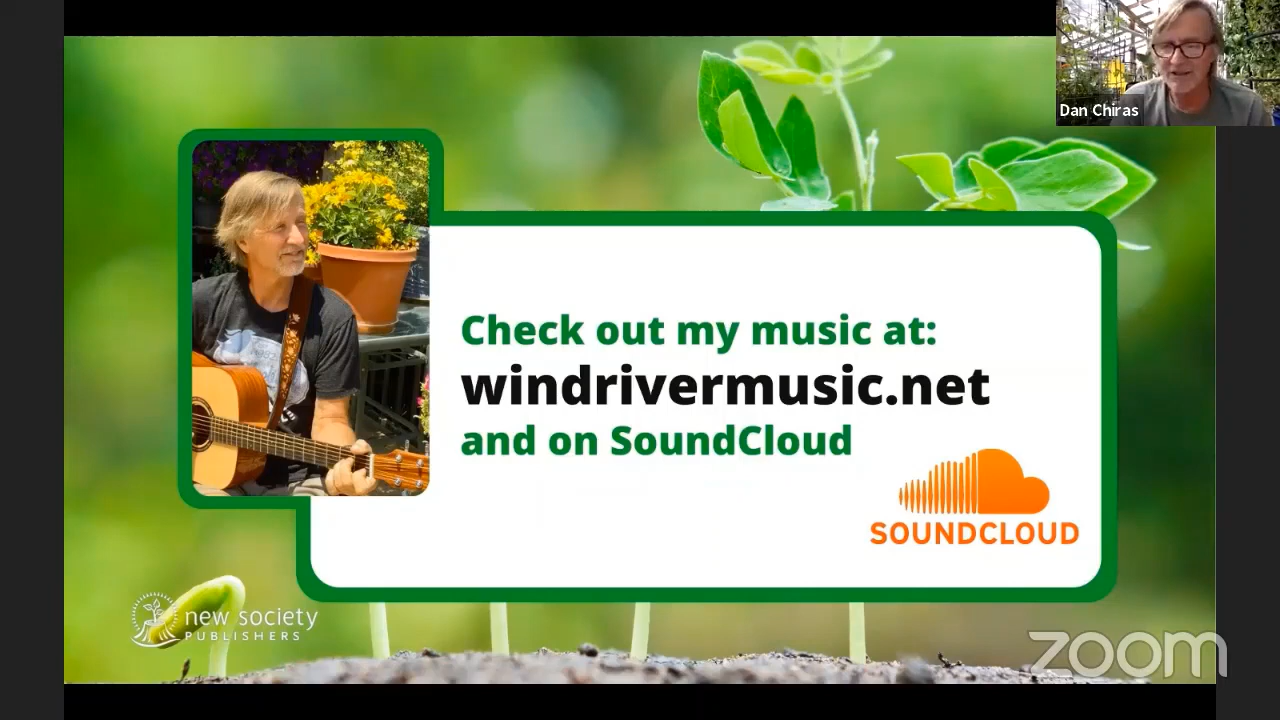 Dan Chiras
Check out my music at:
windrivermusic.net
and on SoundCloud
SOUNDCLOUD
new society
PUBLISHERS
zoom